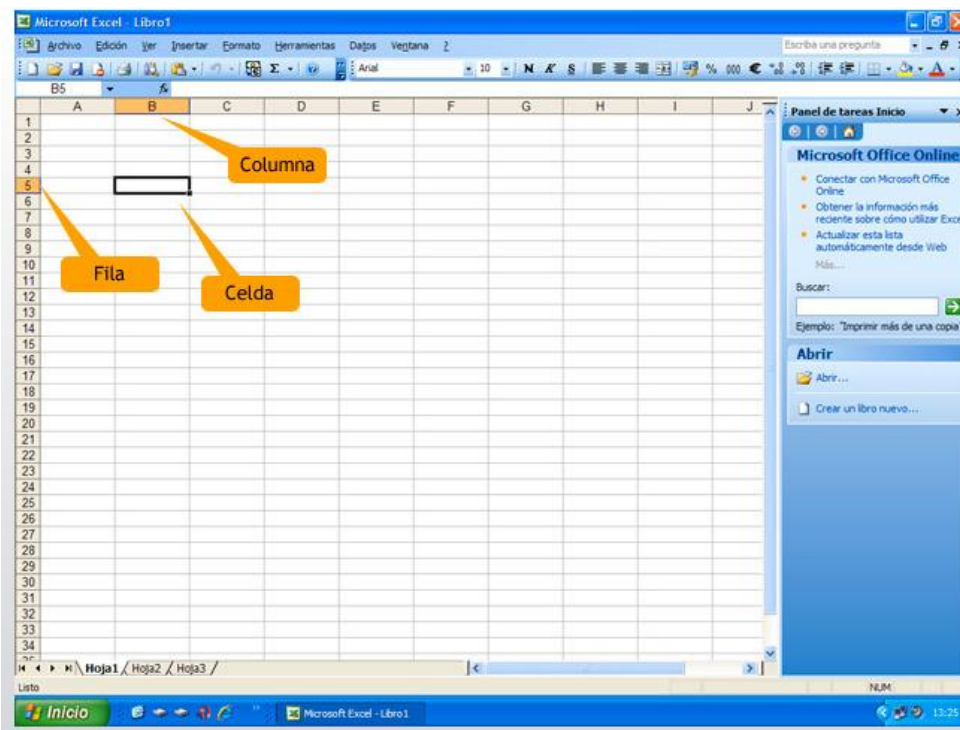 Microsoft Excel - Libro1
Archivo Edición Ver Insertar Formato Herramientas Datos Ventana ? Escriba una pregunta
Arial 10 N K S % 000 €
B5 fx
A B C D E F G H I J
1
2
3
4
5
6
7
8
9
10
11
12
13
14
15
16
17
18
19
20
21
22
23
24
25
26
27
28
29
30
31
32
33
34
Columna
Fila
Celda
Panel de tareas Inicio
Microsoft Office Online
Conectar con Microsoft Office
Online
Obtener la información más
reciente sobre cómo utilizar Exce
Actualizar esta lista
automáticamente desde Web
Más...
Buscar:
Ejemplo: "Imprimir más de una copia"
Abrir
Abrir...
Crear un libro nuevo...
Hoja1 Hoja2 Hoja3
Listo NUM
Inicio Microsoft Excel - Libro1 13:25